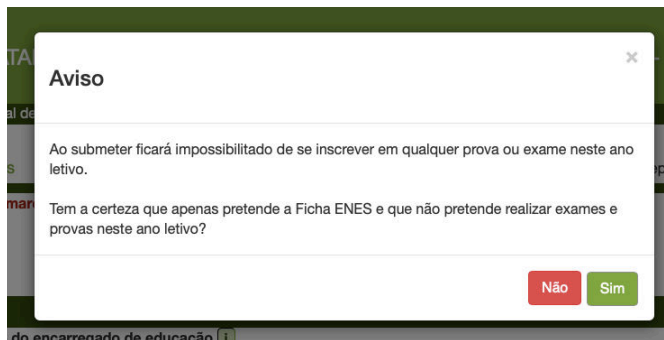 ×
Aviso
Ao submeter ficará impossibilitado de se inscrever em qualquer prova ou exame neste ano
letivo.
Tem a certeza que apenas pretende a Ficha ENES e que não pretende realizar exames e
provas neste ano letivo?
Não Sim
do encarregado de educação i